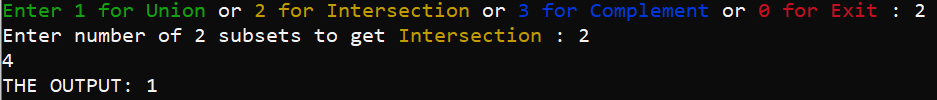 Enter 1 for Union or 2 for Intersection or 3 for Complement or 0 for Exit : 2
Enter number of 2 subsets to get Intersection : 2
4
THE OUTPUT: 1